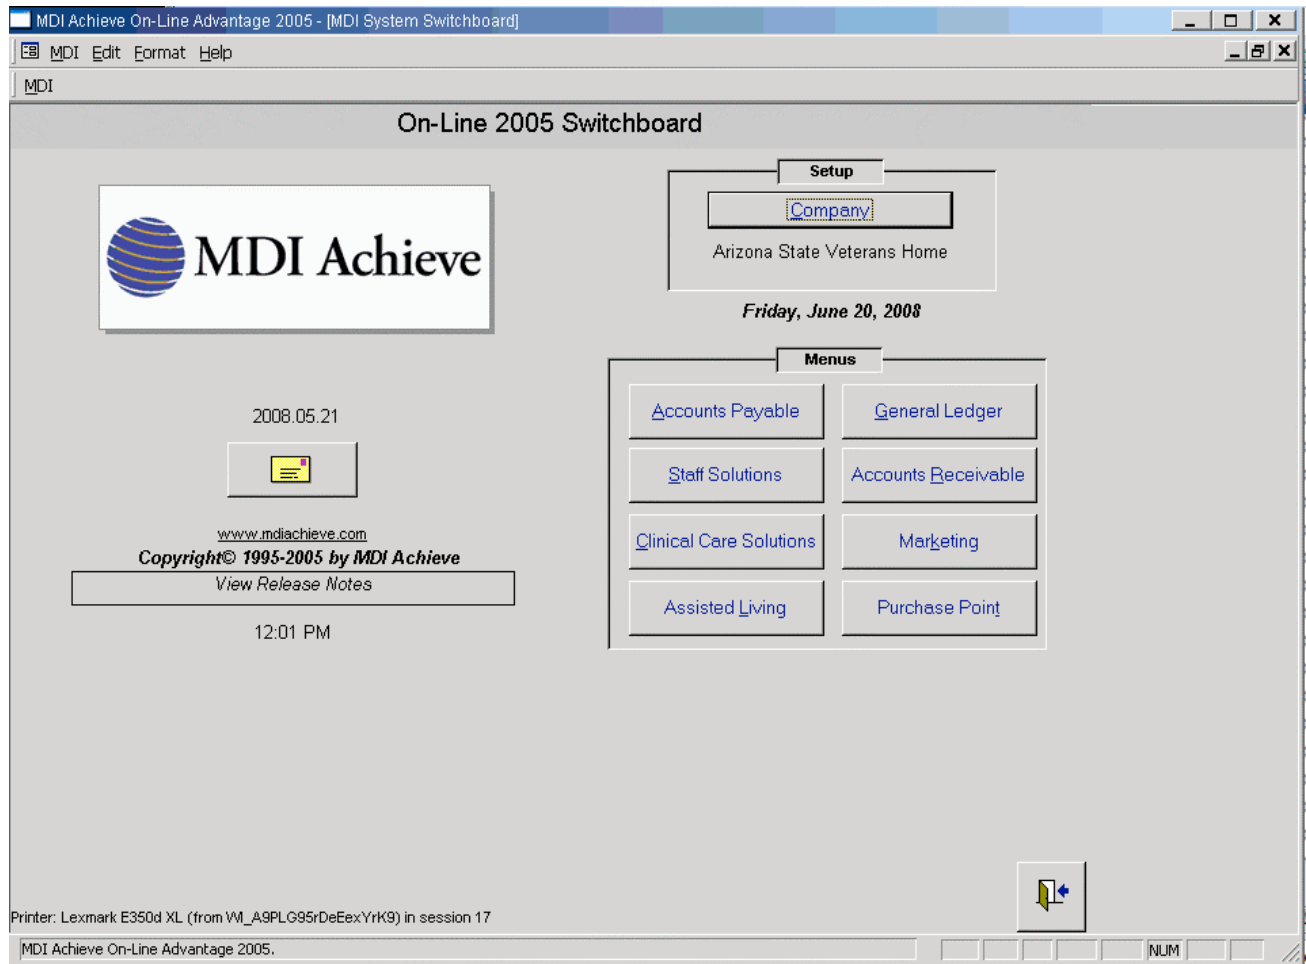 MDI Achieve On-Line Advantage 2005 - [MDI System Switchboard]
MDI Edit Format Help
MDI
On-Line 2005 Switchboard
MDI Achieve
Setup
Company
Arizona State Veterans Home
Friday, June 20, 2008
Menus
Accounts Payable General Ledger
Staff Solutions Accounts Receivable
Clinical Care Solutions Marketing
Assisted Living Purchase Point
2008.05.21
www.mdiachieve.com
Copyright© 1995-2005 by MDI Achieve
View Release Notes
12:01 PM
Printer: Lexmark E350d XL (from WI_A9PLG95rDeEexYrK9) in session 17
MDI Achieve On-Line Advantage 2005. NUM